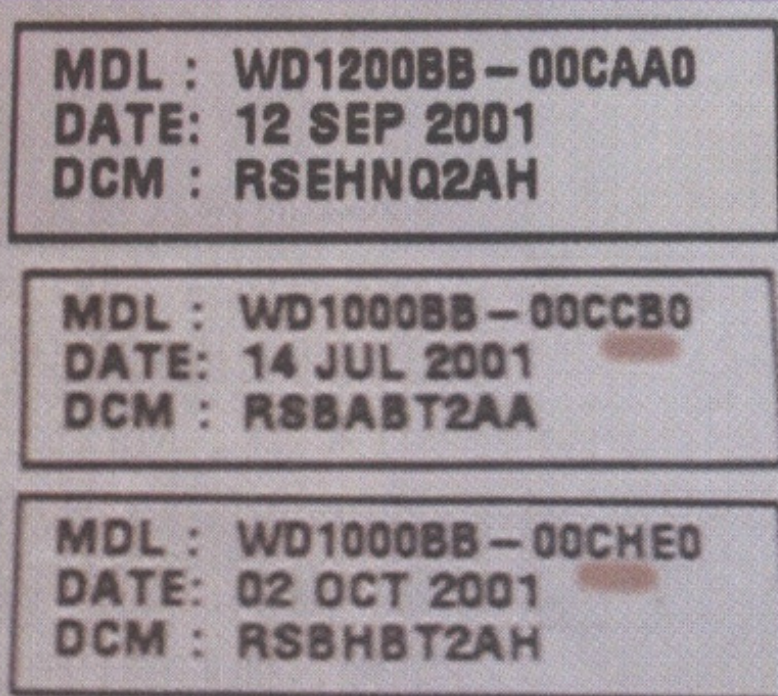 MDL : WD1200BB – 00CAA0
DATE: 12 SEP 2001
DCM : RSEHNQ2AH
MDL : WD1000BB – 00CCB0
DATE: 14 JUL 2001
DCM : RSBABT2AA
MDL : WD1000BB – 00CHE0
DATE: 02 OCT 2001
DCM : RSBHBT2AH